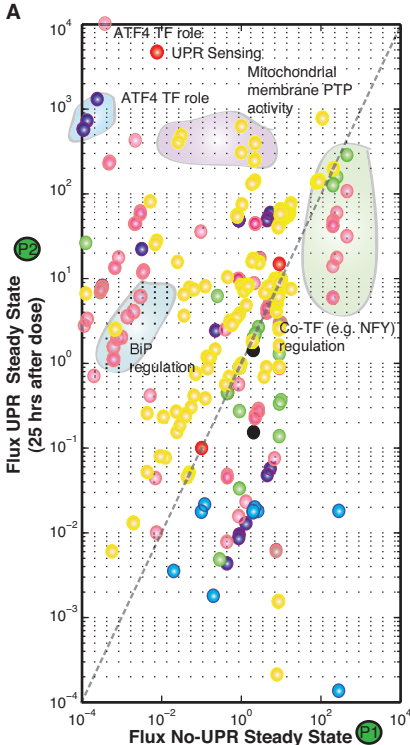 A
ATF4 TF role
UPR Sensing
Mitochondrial
membrane PTP
activity
ATF4 TF role
Co-TF (e.g. NFY)
regulation
BiP
regulation
10^4
10^3
10^2
10^1
10^0
10^−1
10^−2
10^−3
10^−4
P2
Flux UPR Steady State
(25 hrs after dose)
10^−4
10^−2
10^0
10^2
10^4
Flux No-UPR Steady State
P1